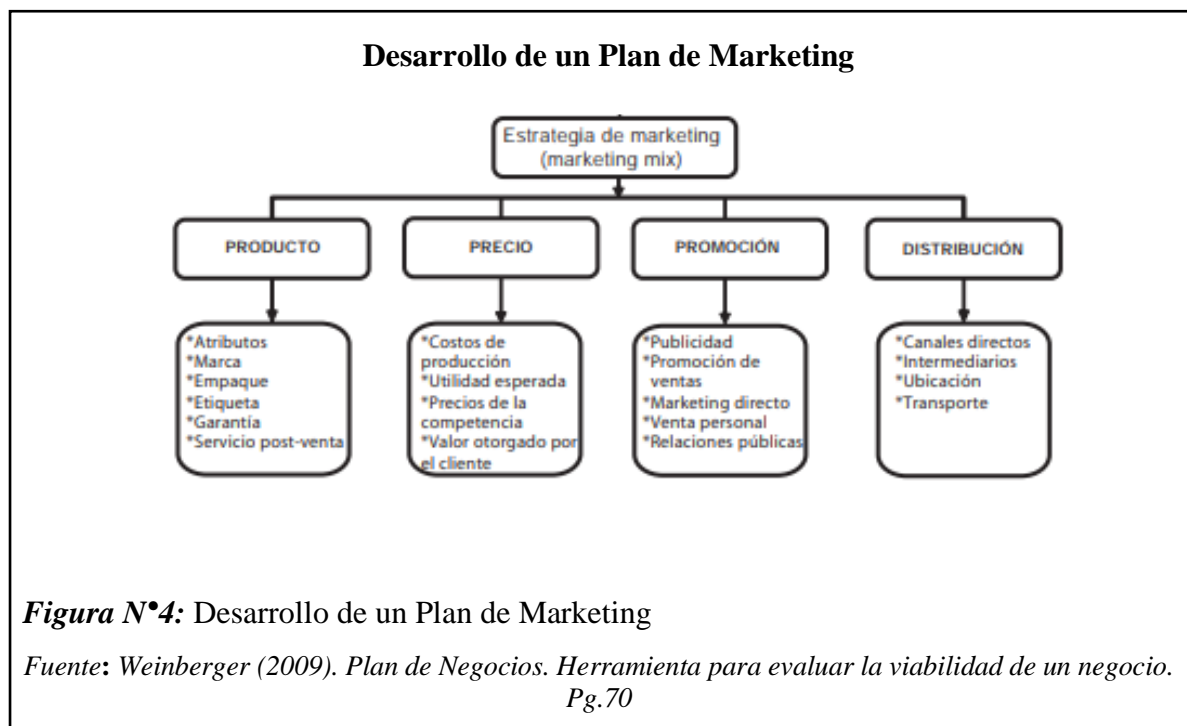 Desarrollo de un Plan de Marketing
Estrategia de marketing
(marketing mix)
PRODUCTO
PRECIO
PROMOCIÓN
DISTRIBUCIÓN
*Atributos
*Marca
*Empaque
*Etiqueta
*Garantía
*Servicio post-venta
*Costos de
producción
*Utilidad esperada
*Precios de la
competencia
*Valor otorgado por
el cliente
*Publicidad
*Promoción de
ventas
*Marketing directo
*Venta personal
*Relaciones públicas
*Canales directos
*Intermediarios
*Ubicación
*Transporte
Figura N°4: Desarrollo de un Plan de Marketing
Fuente: Weinberger (2009). Plan de Negocios. Herramienta para evaluar la viabilidad de un negocio.
Pg.70